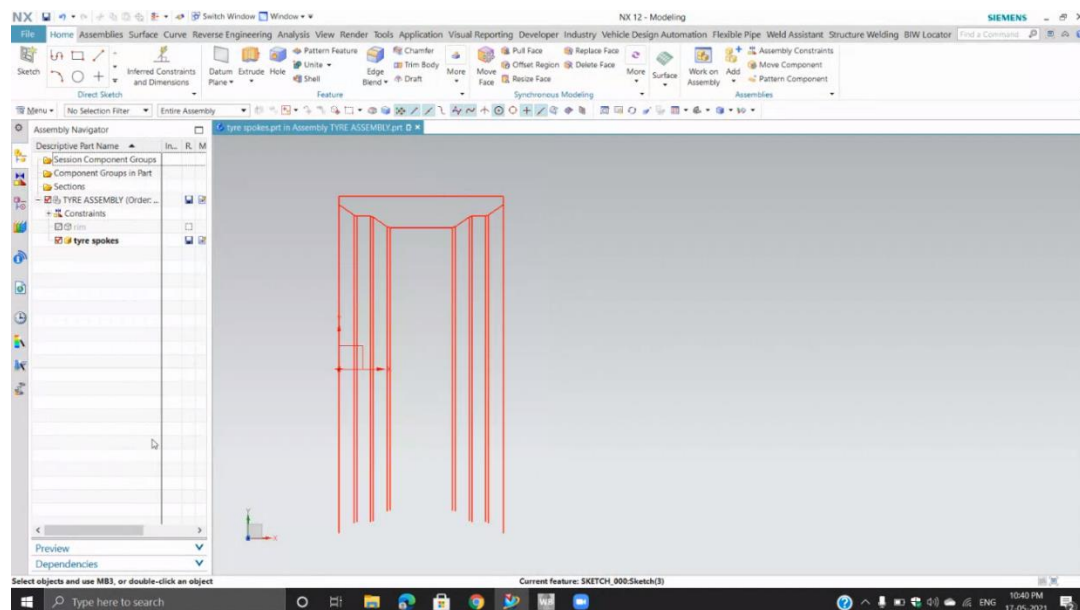 NX Switch Window Window NX 12 - Modeling SIEMENS
File Home Assemblies Surface Curve Reverse Engineering Analysis View Render Tools Application Visual Reporting Developer Industry Vehicle Design Automation Flexible Pipe Weld Assistant Structure Welding BIW Locator Find a Command
Pattern Feature Chamfer Pull Face Replace Face Assembly Constraints
Unite Trim Body Offset Region Delete Face Move Component
Shell Draft Resize Face Pattern Component
Sketch Inferred Constraints and Dimensions Datum Plane Extrude Hole Edge Blend More Move Face More Surface Work on Assembly Add
Direct Sketch Feature Synchronous Modeling Assemblies
Menu No Selection Filter Entire Assembly
Assembly Navigator tyre spokes.prt in Assembly TYRE ASSEMBLY.prt
Descriptive Part Name In... R. M
Session Component Groups
Component Groups in Part
Sections
TYRE ASSEMBLY (Order: ...
Constraints
rim
tyre spokes
Y
X
Preview
Dependencies
Select objects and use MB3, or double-click an object Current feature: SKETCH_000:Sketch(3)
Type here to search ENG 10:40 PM
17-05-2021